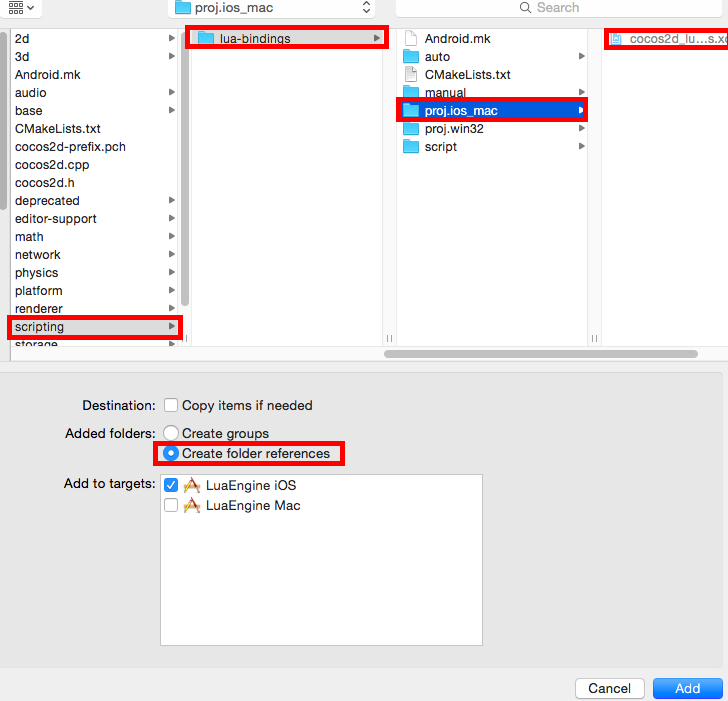 proj.ios_mac
Search
2d
3d
Android.mk
audio
base
CMakeLists.txt
cocos2d-prefix.pch
cocos2d.cpp
cocos2d.h
deprecated
editor-support
math
network
physics
platform
renderer
scripting
storage
lua-bindings
Android.mk
auto
CMakeLists.txt
manual
proj.ios_mac
proj.win32
script
cocos2d_lu...s.xc
Destination: Copy items if needed
Added folders: Create groups
Create folder references
Add to targets: LuaEngine iOS
LuaEngine Mac
Cancel
Add